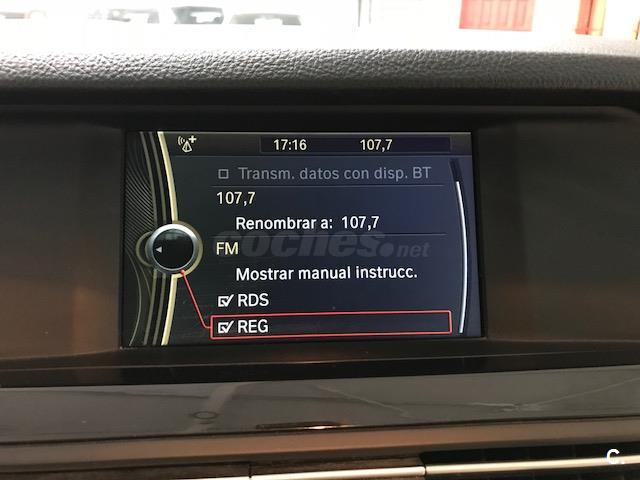 17:16 107,7
Transm. datos con disp. BT
107,7
Renombrar a: 107,7
FM
coches.net
Mostrar manual instrucc.
RDS
REG
C.